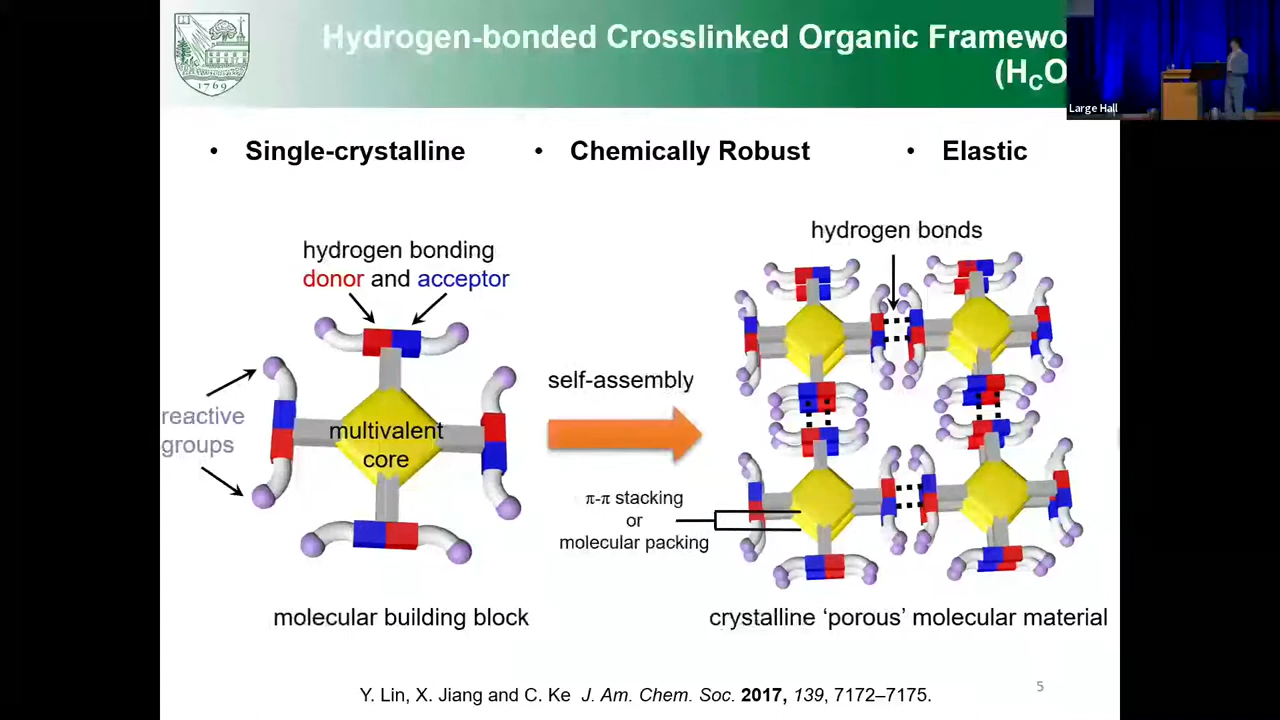 Hydrogen-bonded Crosslinked Organic Framewo
(HCO
Large Hall
1769
• Single-crystalline
• Chemically Robust
• Elastic
hydrogen bonding
donor and acceptor
reactive
groups
multivalent
core
molecular building block
self-assembly
π-π stacking
or
molecular packing
hydrogen bonds
crystalline ‘porous’ molecular material
Y. Lin, X. Jiang and C. Ke J. Am. Chem. Soc. 2017, 139, 7172–7175.
5